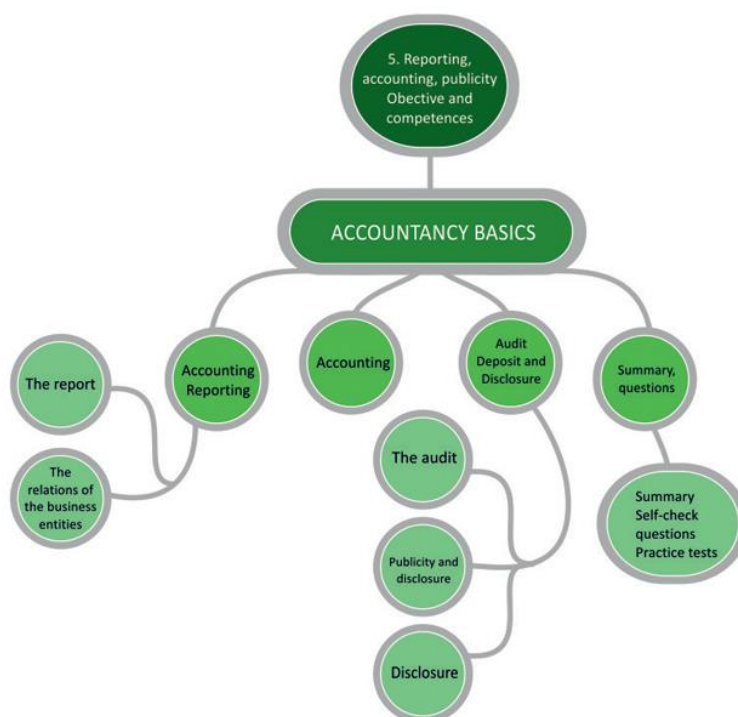 5. Reporting,
accounting, publicity
Obective and
competences
ACCOUNTANCY BASICS
Accounting
Reporting
Accounting
Audit
Deposit and
Disclosure
Summary,
questions
The report
The
relations of
the business
entities
The audit
Publicity and
disclosure
Disclosure
Summary
Self-check
questions
Practice tests